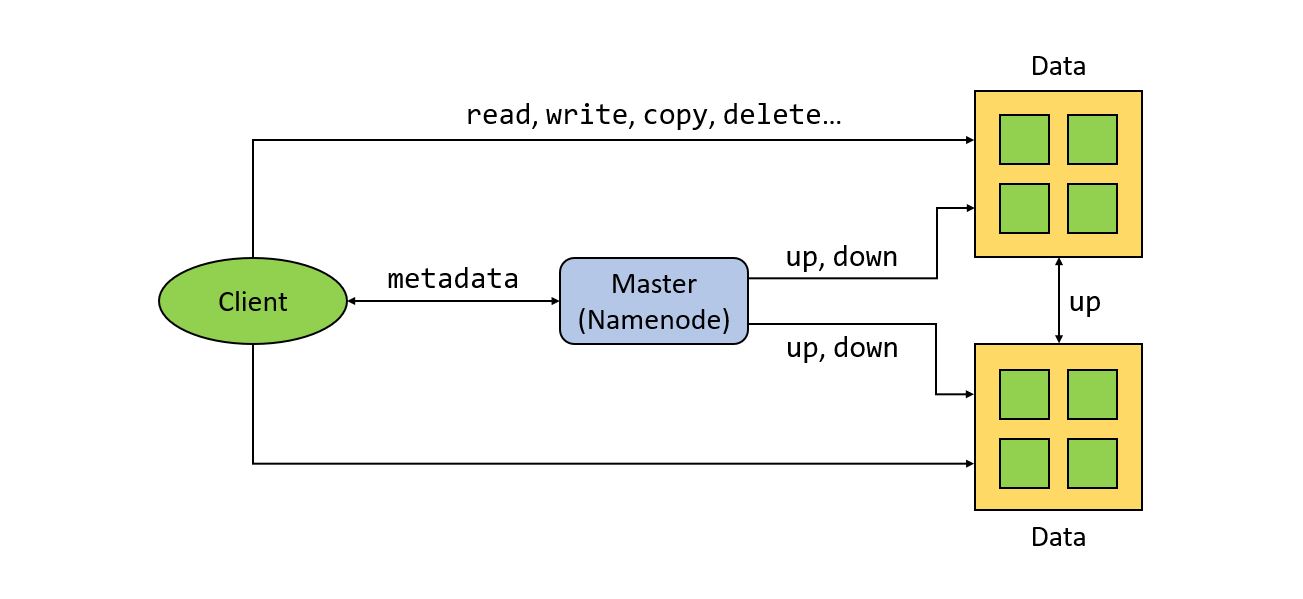 Data
read, write, copy, delete...
up, down
metadata
Client
Master
(Namenode)
up
up, down
Data